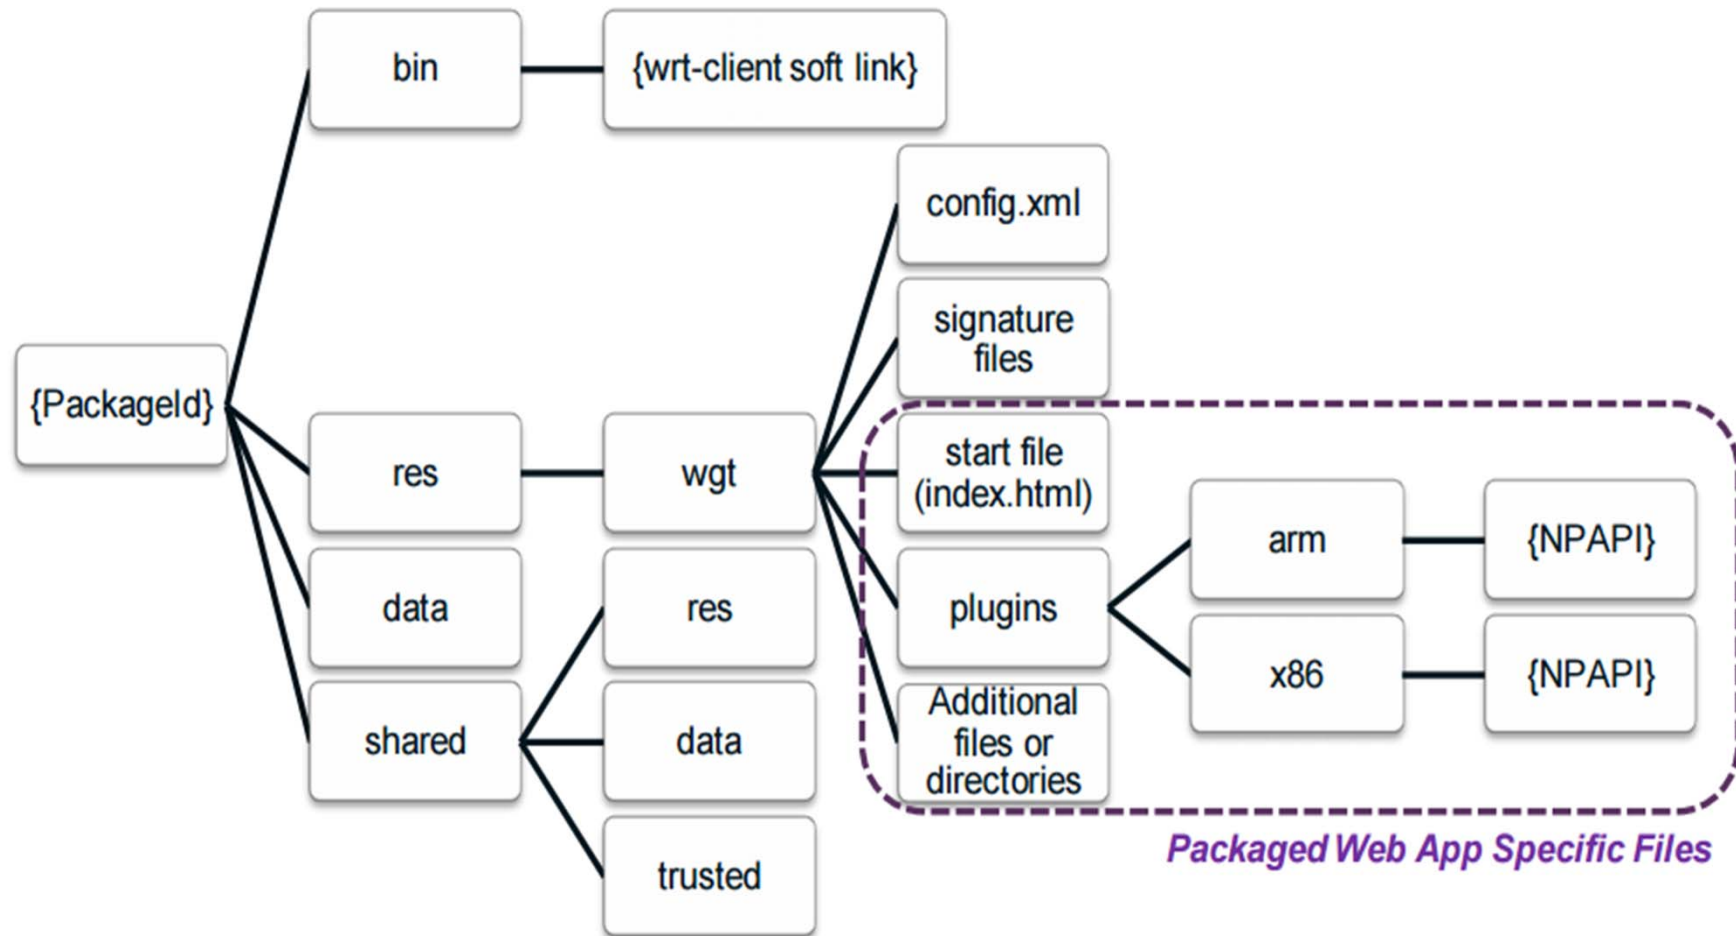 bin
{wrt-client soft link}
config.xml
signature
files
{PackageId}
res
wgt
start file
(index.html)
arm
{NPAPI}
data
res
plugins
x86
{NPAPI}
shared
data
Additional
files or
directories
trusted
Packaged Web App Specific Files